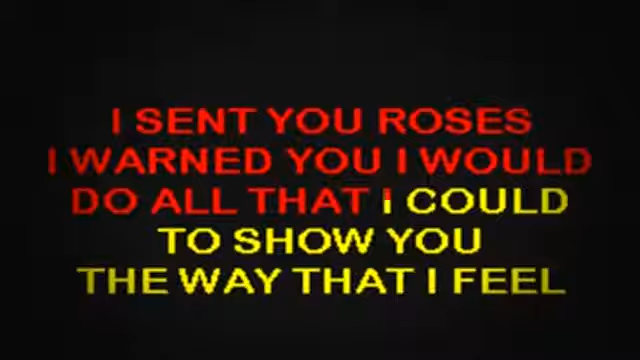 I SENT YOU ROSES
I WARNED YOU I WOULD
DO ALL THAT I COULD
TO SHOW YOU
THE WAY THAT I FEEL